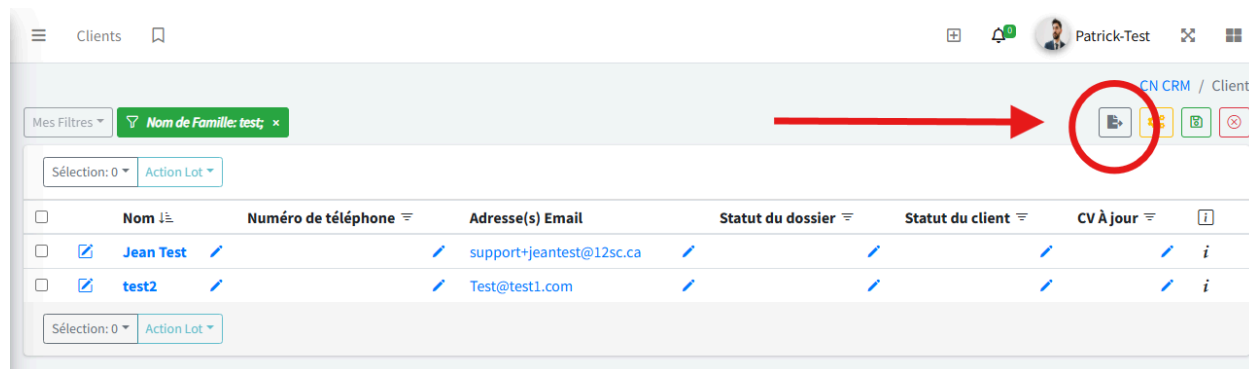 Clients 0 Patrick-Test
CN CRM / Client
Mes Filtres Nom de Famille: test; ×
Sélection: 0 Action Lot
Nom Numéro de téléphone Adresse(s) Email Statut du dossier Statut du client CV À jour i
Jean Test support+jeantest@12sc.ca i
test2 Test@test1.com i
Sélection: 0 Action Lot